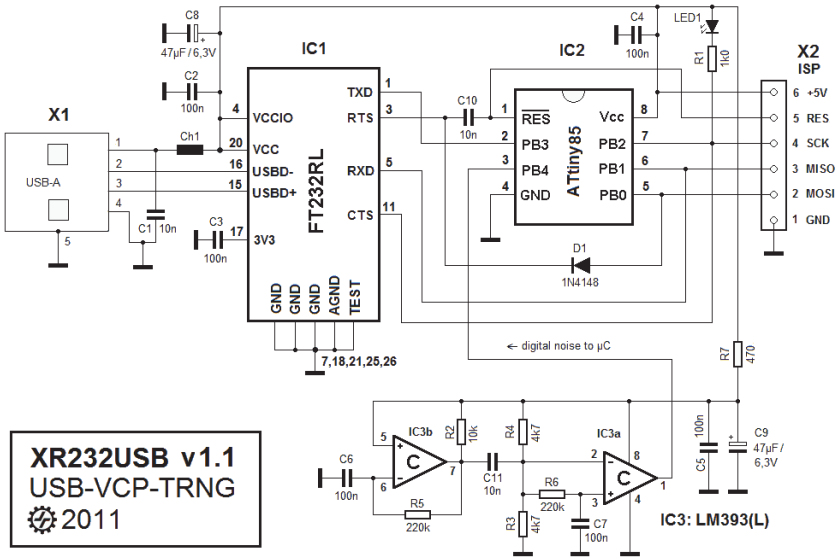 C8
47µF / 6,3V
C2
100n
X1
USB-A
1
2
3
4
5
Ch1
C1
10n
C3
100n
IC1
FT232RL
4 VCCIO
20 VCC
16 USBD-
15 USBD+
17 3V3
TXD 1
RTS 3
RXD 5
CTS 11
GND
GND
GND
AGND
TEST
7,18,21,25,26
C10
10n
C4
100n
IC2
ATtiny85
1 RES
2 PB3
3 PB4
4 GND
Vcc 8
PB2 7
PB1 6
PB0 5
D1
1N4148
LED1
R1
1k0
X2
ISP
6 +5V
5 RES
4 SCK
3 MISO
2 MOSI
1 GND
← digital noise to µC
R7
470
IC3b
C
5
6
7
C6
100n
R5
220k
R2
10k
C11
10n
R4
4k7
R3
4k7
R6
220k
C7
100n
IC3a
C
2
3
8
4
1
100n
C5
C9
47µF /
6,3V
IC3: LM393(L)
XR232USB v1.1
USB-VCP-TRNG
2011